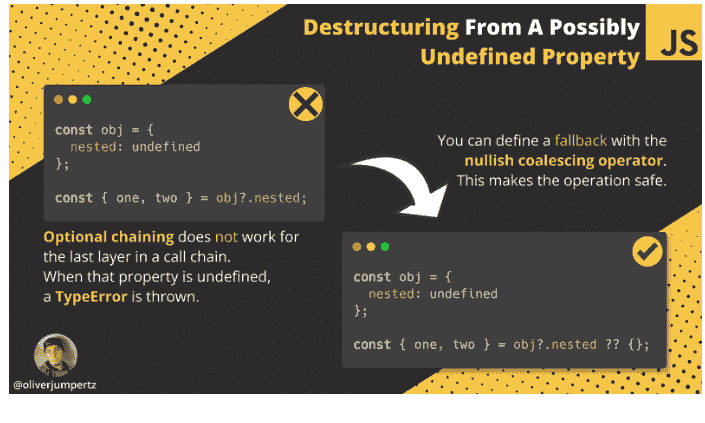 Destructuring From A Possibly
Undefined Property
JS
const obj = {
  nested: undefined
};
const { one, two } = obj?.nested;
Optional chaining does not work for
the last layer in a call chain.
When that property is undefined,
a TypeError is thrown.
You can define a fallback with the
nullish coalescing operator.
This makes the operation safe.
const obj = {
  nested: undefined
};
const { one, two } = obj?.nested ?? {};
@oliverjumpertz